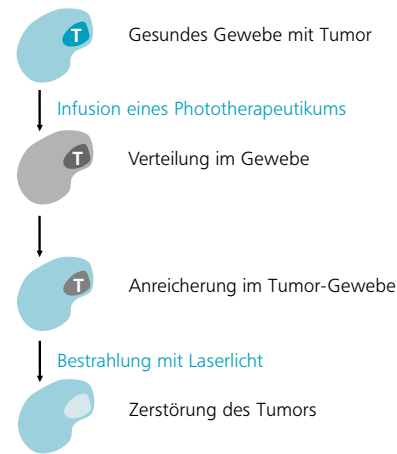 T
Gesundes Gewebe mit Tumor
Infusion eines Phototherapeutikums
T
Verteilung im Gewebe
T
Anreicherung im Tumor-Gewebe
Bestrahlung mit Laserlicht
Zerstörung des Tumors